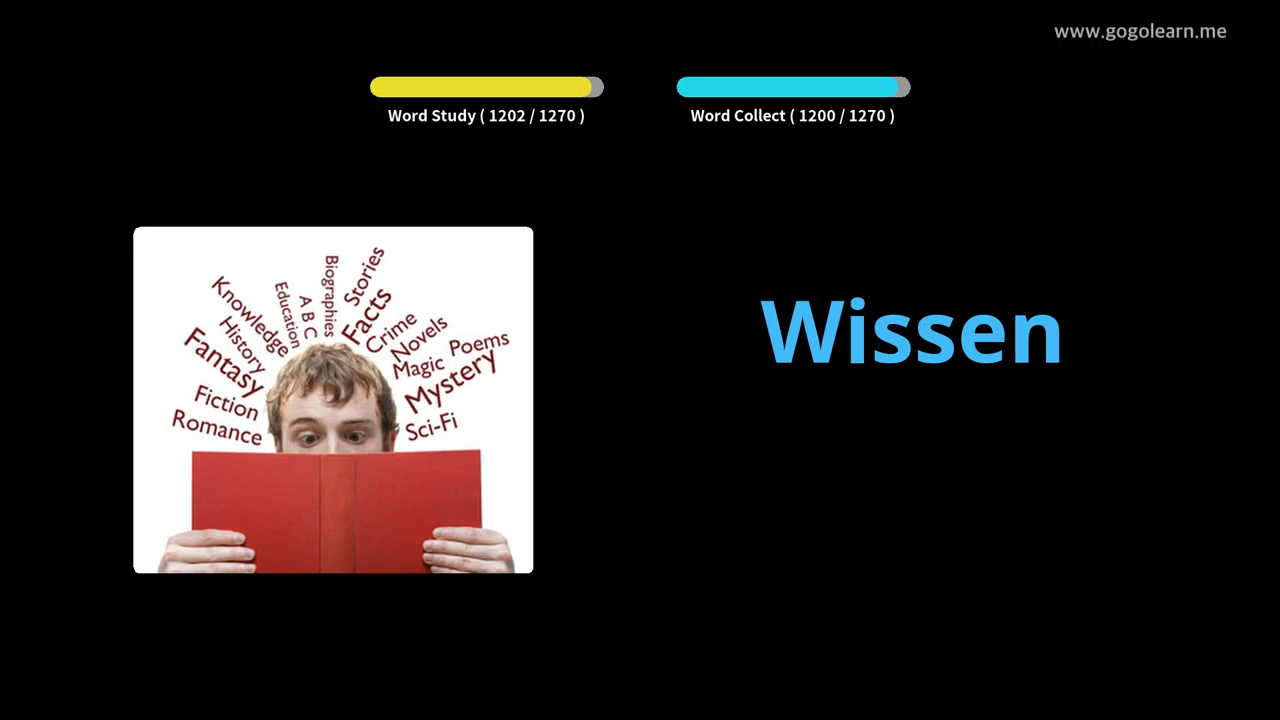 www.gogolearn.me
Word Study ( 1202 / 1270 )
Word Collect ( 1200 / 1270 )
Wissen
Romance
Fiction
Fantasy
History
Knowledge
Education
A B C
Biographies
Stories
Facts
Crime
Novels
Magic
Poems
Mystery
Sci-Fi